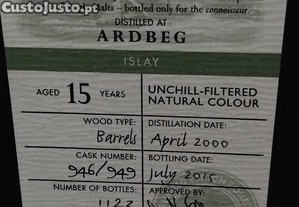 CustoJusto.pt
malts – bottled only for the connoisseur.
DISTILLED AT
ARDBEG
ISLAY
AGED 15 YEARS
UNCHILL-FILTERED
NATURAL COLOUR
WOOD TYPE:
Barrels
DISTILLATION DATE:
April 2000
CASK NUMBER:
946/949
BOTTLING DATE:
July 2015
NUMBER OF BOTTLES:
APPROVED BY: